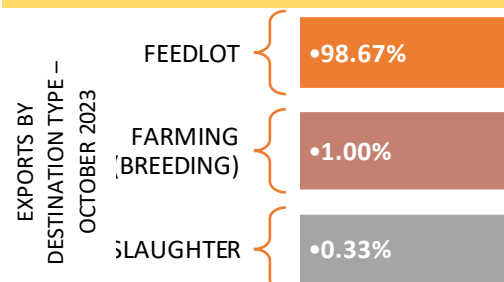 EXPORTS BY
DESTINATION TYPE –
OCTOBER 2023
FEEDLOT
•98.67%
FARMING
(BREEDING)
•1.00%
SLAUGHTER
•0.33%